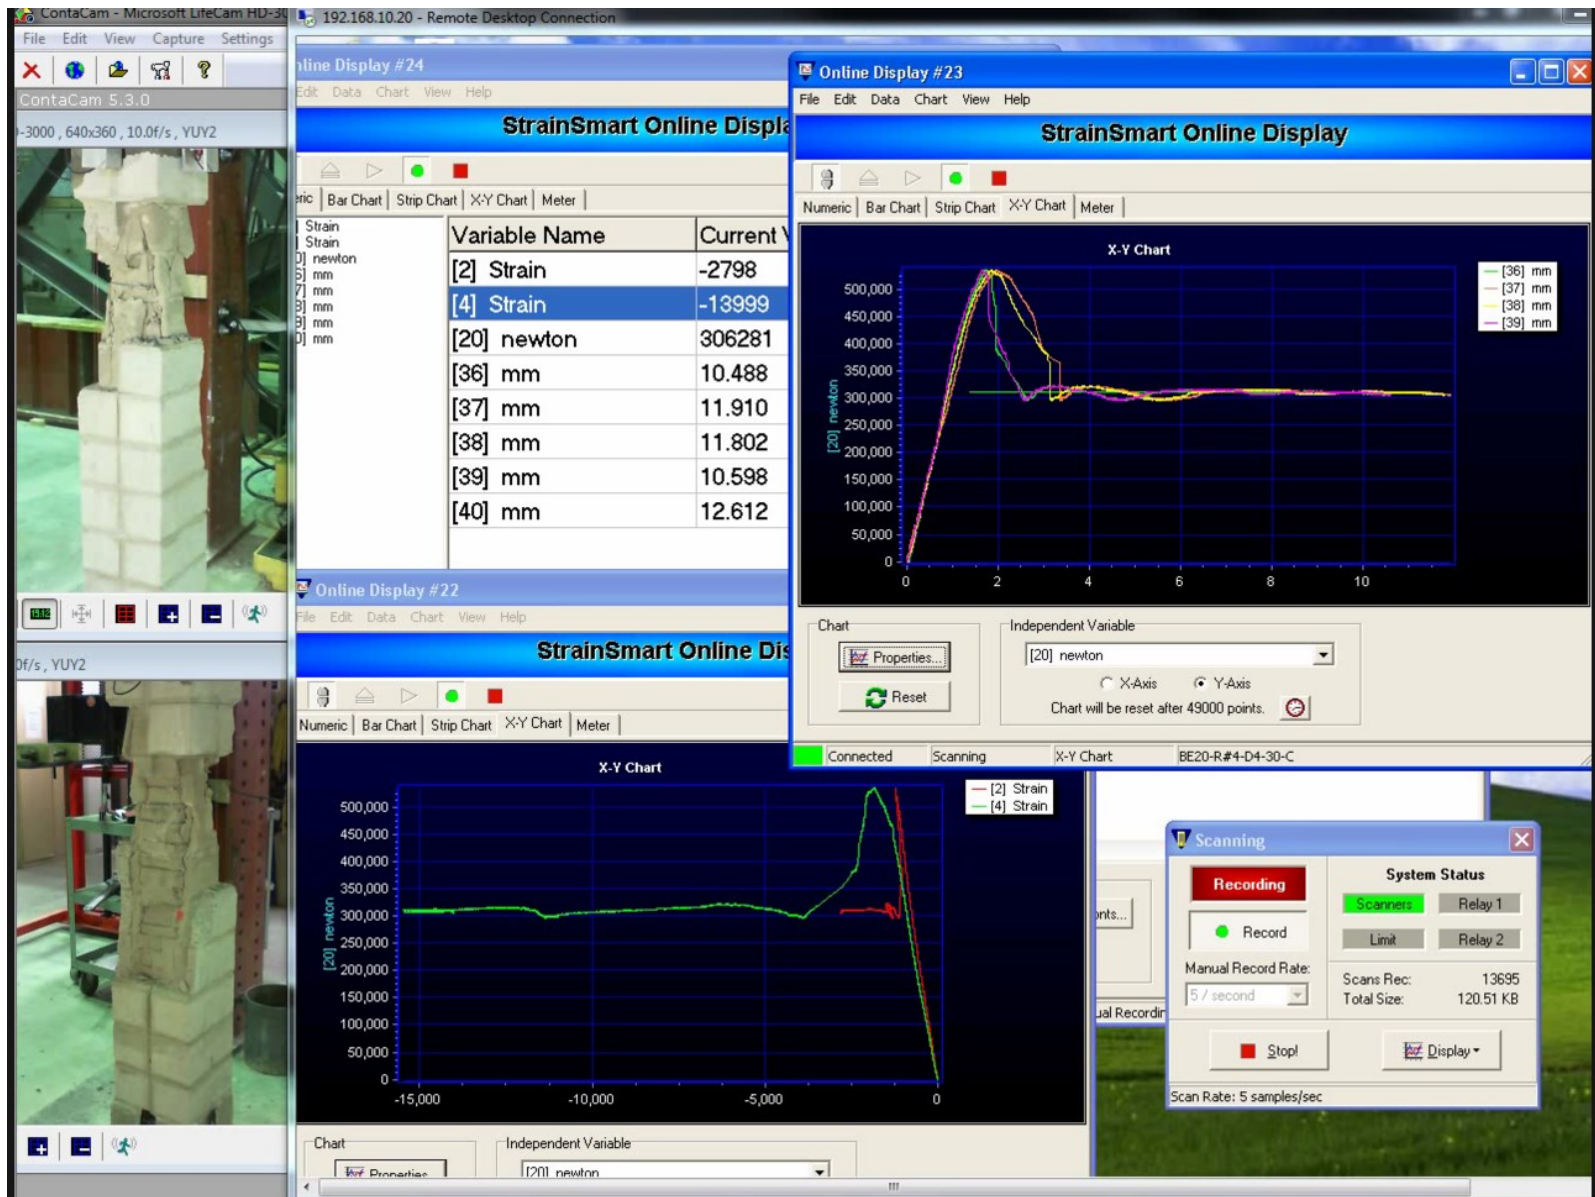 ContaCam - Microsoft LifeCam HD-30
File Edit View Capture Settings
ContaCam 5.3.0
-3000 , 640x360 , 10.0f/s , YUY2
0f/s , YUY2
192.168.10.20 - Remote Desktop Connection
nline Display #24
Edit Data Chart View Help
StrainSmart Online Displa
ric Bar Chart Strip Chart X-Y Chart Meter
] Strain
] Strain
0] newton
6] mm
7] mm
8] mm
9] mm
0] mm
Variable Name Current V
[2] Strain -2798
[4] Strain -13999
[20] newton 306281
[36] mm 10.488
[37] mm 11.910
[38] mm 11.802
[39] mm 10.598
[40] mm 12.612
Online Display #23
File Edit Data Chart View Help
StrainSmart Online Display
Numeric Bar Chart Strip Chart X-Y Chart Meter
X-Y Chart
[36] mm
[37] mm
[38] mm
[39] mm
500,000
450,000
400,000
350,000
300,000
250,000
200,000
150,000
100,000
50,000
0
[20] newton
0 2 4 6 8 10
Chart
Properties...
Reset
Independent Variable
[20] newton
X-Axis Y-Axis
Chart will be reset after 49000 points.
Connected Scanning X-Y Chart BE20-R#4-D4-30-C
Online Display #22
File Edit Data Chart View Help
StrainSmart Online Dis
Numeric Bar Chart Strip Chart X-Y Chart Meter
X-Y Chart
[2] Strain
[4] Strain
500,000
450,000
400,000
350,000
300,000
250,000
200,000
150,000
100,000
50,000
0
[20] newton
-15,000 -10,000 -5,000 0
Chart
Properties
Independent Variable
[20] newton
nts...
ual Recordin
Scanning
Recording
Record
Manual Record Rate:
5 / second
System Status
Scanners Relay 1
Limit Relay 2
Scans Rec: 13695
Total Size: 120.51 KB
Stop!
Display
Scan Rate: 5 samples/sec